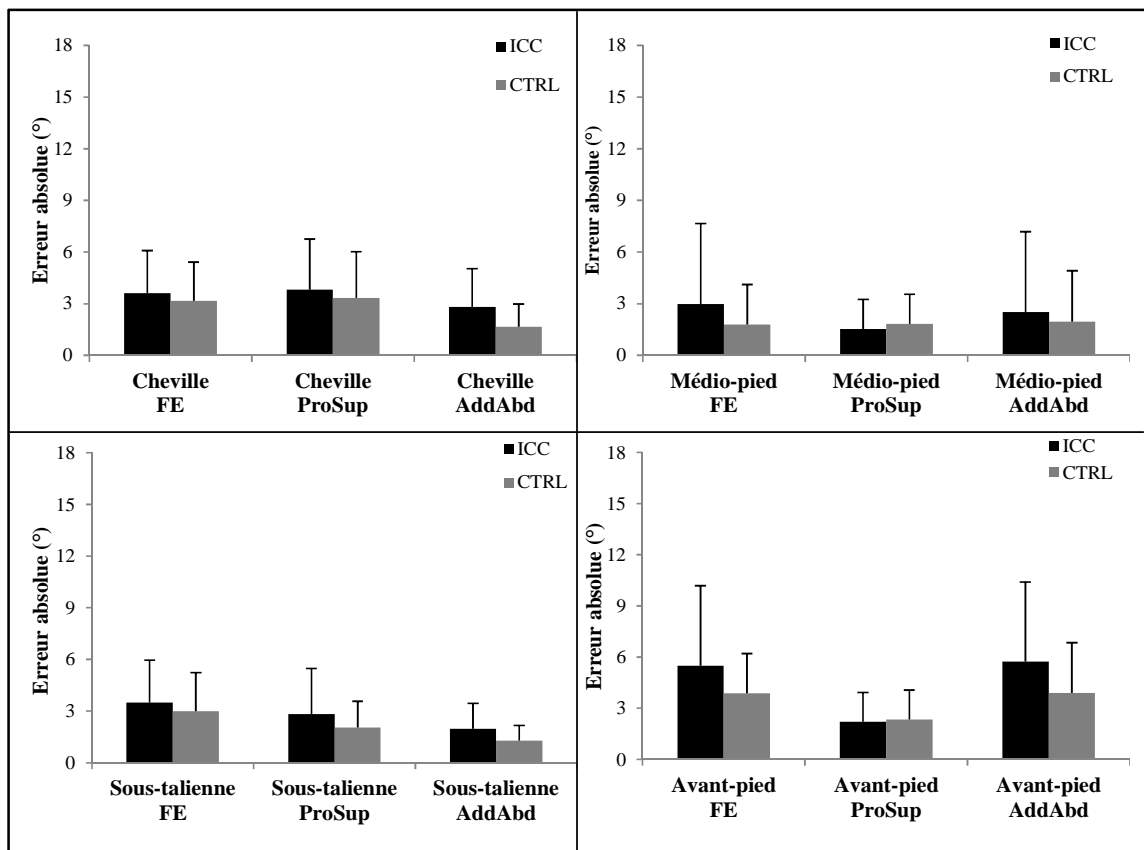 ICC
CTRL
Erreur absolue (°)
18
15
12
9
6
3
0
Cheville FE
Cheville ProSup
Cheville AddAbd
ICC
CTRL
Erreur absolue (°)
18
15
12
9
6
3
0
Médio-pied FE
Médio-pied ProSup
Médio-pied AddAbd
ICC
CTRL
Erreur absolue (°)
18
15
12
9
6
3
0
Sous-talienne FE
Sous-talienne ProSup
Sous-talienne AddAbd
ICC
CTRL
Erreur absolue (°)
18
15
12
9
6
3
0
Avant-pied FE
Avant-pied ProSup
Avant-pied AddAbd